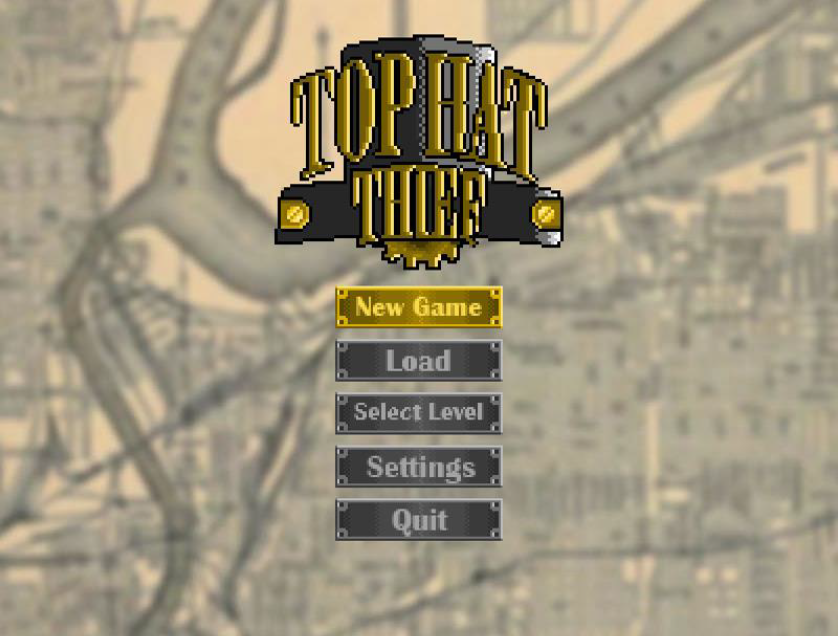 TOP HAT
THIEF
New Game
Load
Select Level
Settings
Quit